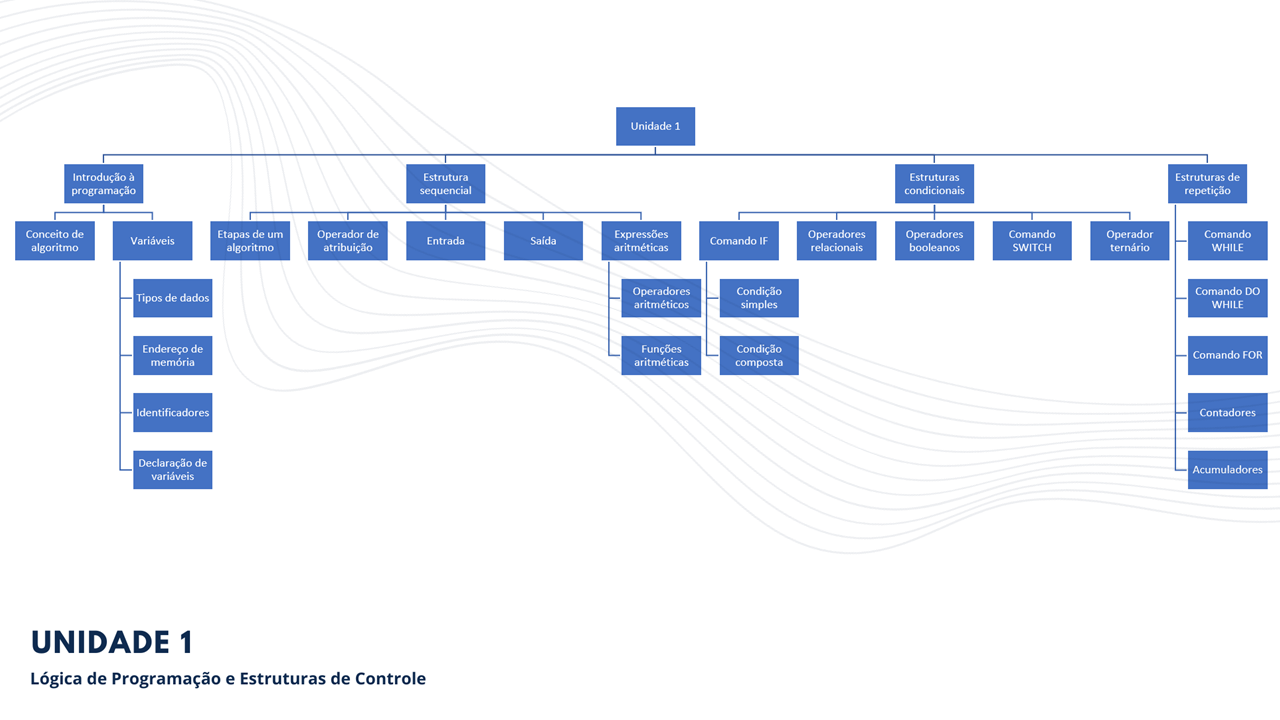 Unidade 1
Introdução à
programação
Estrutura
sequencial
Estruturas
condicionais
Estruturas de
repetição
Conceito de
algoritmo
Variáveis
Etapas de um
algoritmo
Operador de
atribuição
Entrada
Saída
Expressões
aritméticas
Comando IF
Operadores
relacionais
Operadores
booleanos
Comando
SWITCH
Operador
ternário
Comando
WHILE
Tipos de dados
Operadores
aritméticos
Condição
simples
Comando DO
WHILE
Endereço de
memória
Funções
aritméticas
Condição
composta
Comando FOR
Identificadores
Contadores
Declaração de
variáveis
Acumuladores
UNIDADE 1
Lógica de Programação e Estruturas de Controle